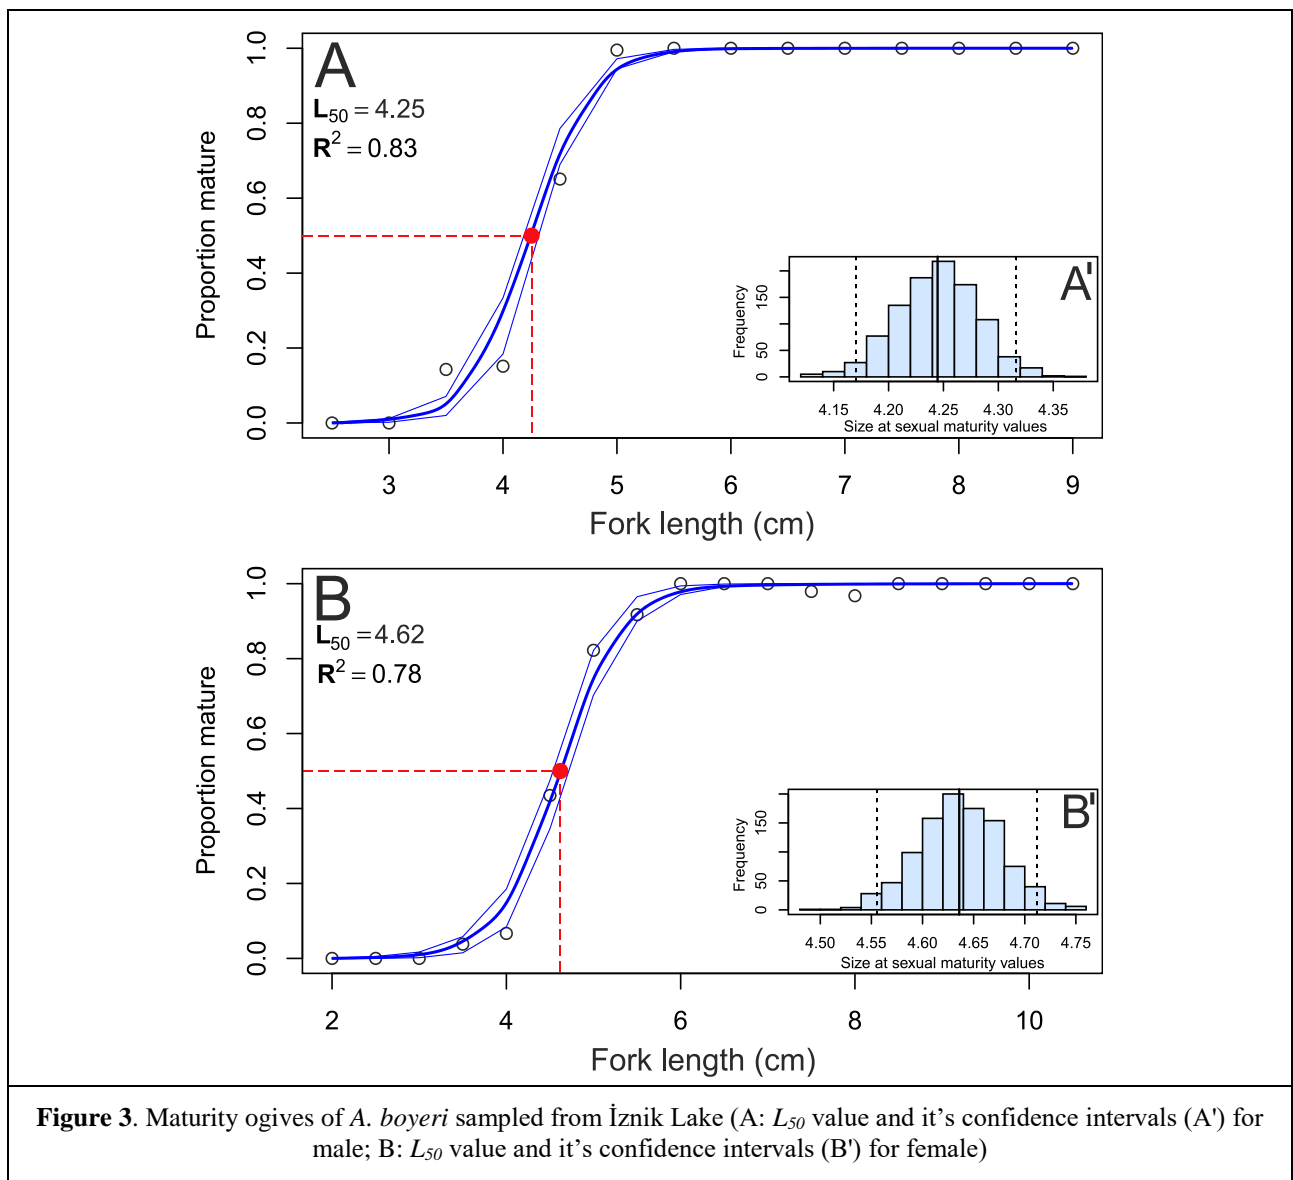 A
L50 = 4.25
R2 = 0.83
Proportion mature
0.0 0.2 0.4 0.6 0.8 1.0
3 4 5 6 7 8 9
Fork length (cm)
A'
Frequency
0 50 150
4.15 4.20 4.25 4.30 4.35
Size at sexual maturity values
B
L50 =4.62
R2 = 0.78
Proportion mature
0.0 0.2 0.4 0.6 0.8 1.0
2 4 6 8 10
Fork length (cm)
B'
Frequency
0 50 150
4.50 4.55 4.60 4.65 4.70 4.75
Size at sexual maturity values
Figure 3. Maturity ogives of A. boyeri sampled from İznik Lake (A: L50 value and it’s confidence intervals (A') for
male; B: L50 value and it’s confidence intervals (B') for female)